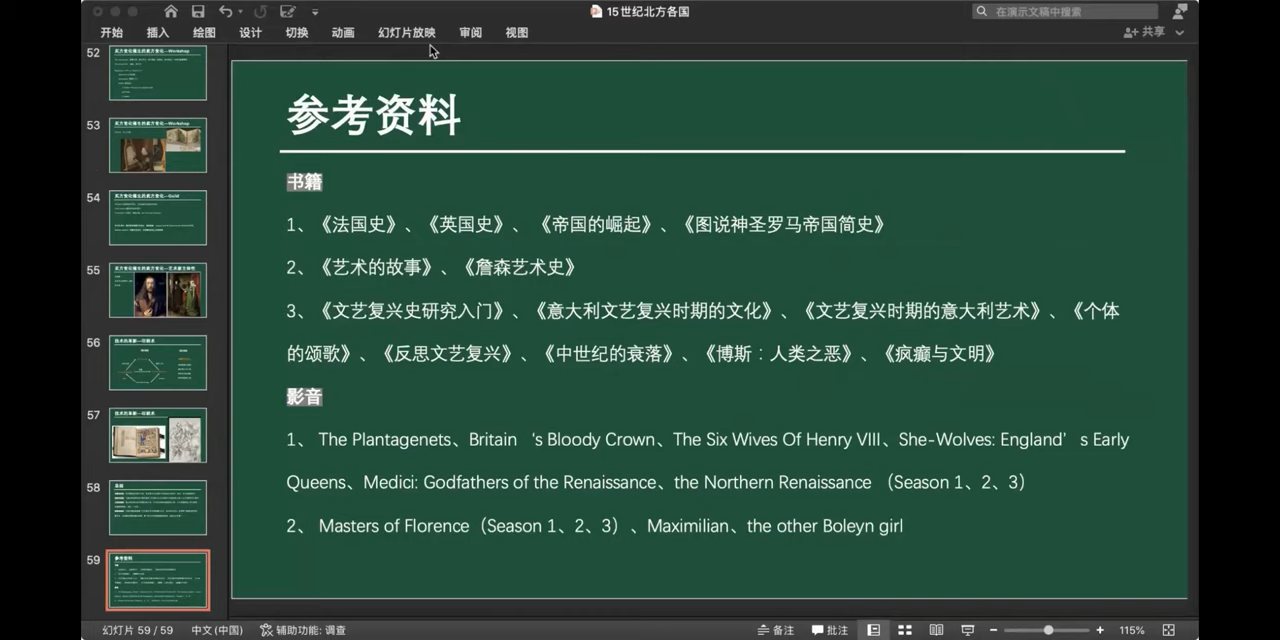 15世纪北方各国
在演示文稿中搜索
开始 插入 绘图 设计 切换 动画 幻灯片放映 审阅 视图
共享
52
53
54
55
56
57
58
59
参考资料
书籍
1、《法国史》、《英国史》、《帝国的崛起》、《图说神圣罗马帝国简史》
2、《艺术的故事》、《詹森艺术史》
3、《文艺复兴史研究入门》、《意大利文艺复兴时期的文化》、《文艺复兴时期的意大利艺术》、《个体
的颂歌》、《反思文艺复兴》、《中世纪的衰落》、《博斯：人类之恶》、《疯癫与文明》
影音
1、 The Plantagenets、Britain ‘s Bloody Crown、The Six Wives Of Henry VIII、She-Wolves: England’s Early
Queens、Medici: Godfathers of the Renaissance、the Northern Renaissance （Season 1、2、3）
2、 Masters of Florence（Season 1、2、3）、Maximilian、the other Boleyn girl
幻灯片 59 / 59 中文(中国) 辅助功能: 调查 备注 批注 115%